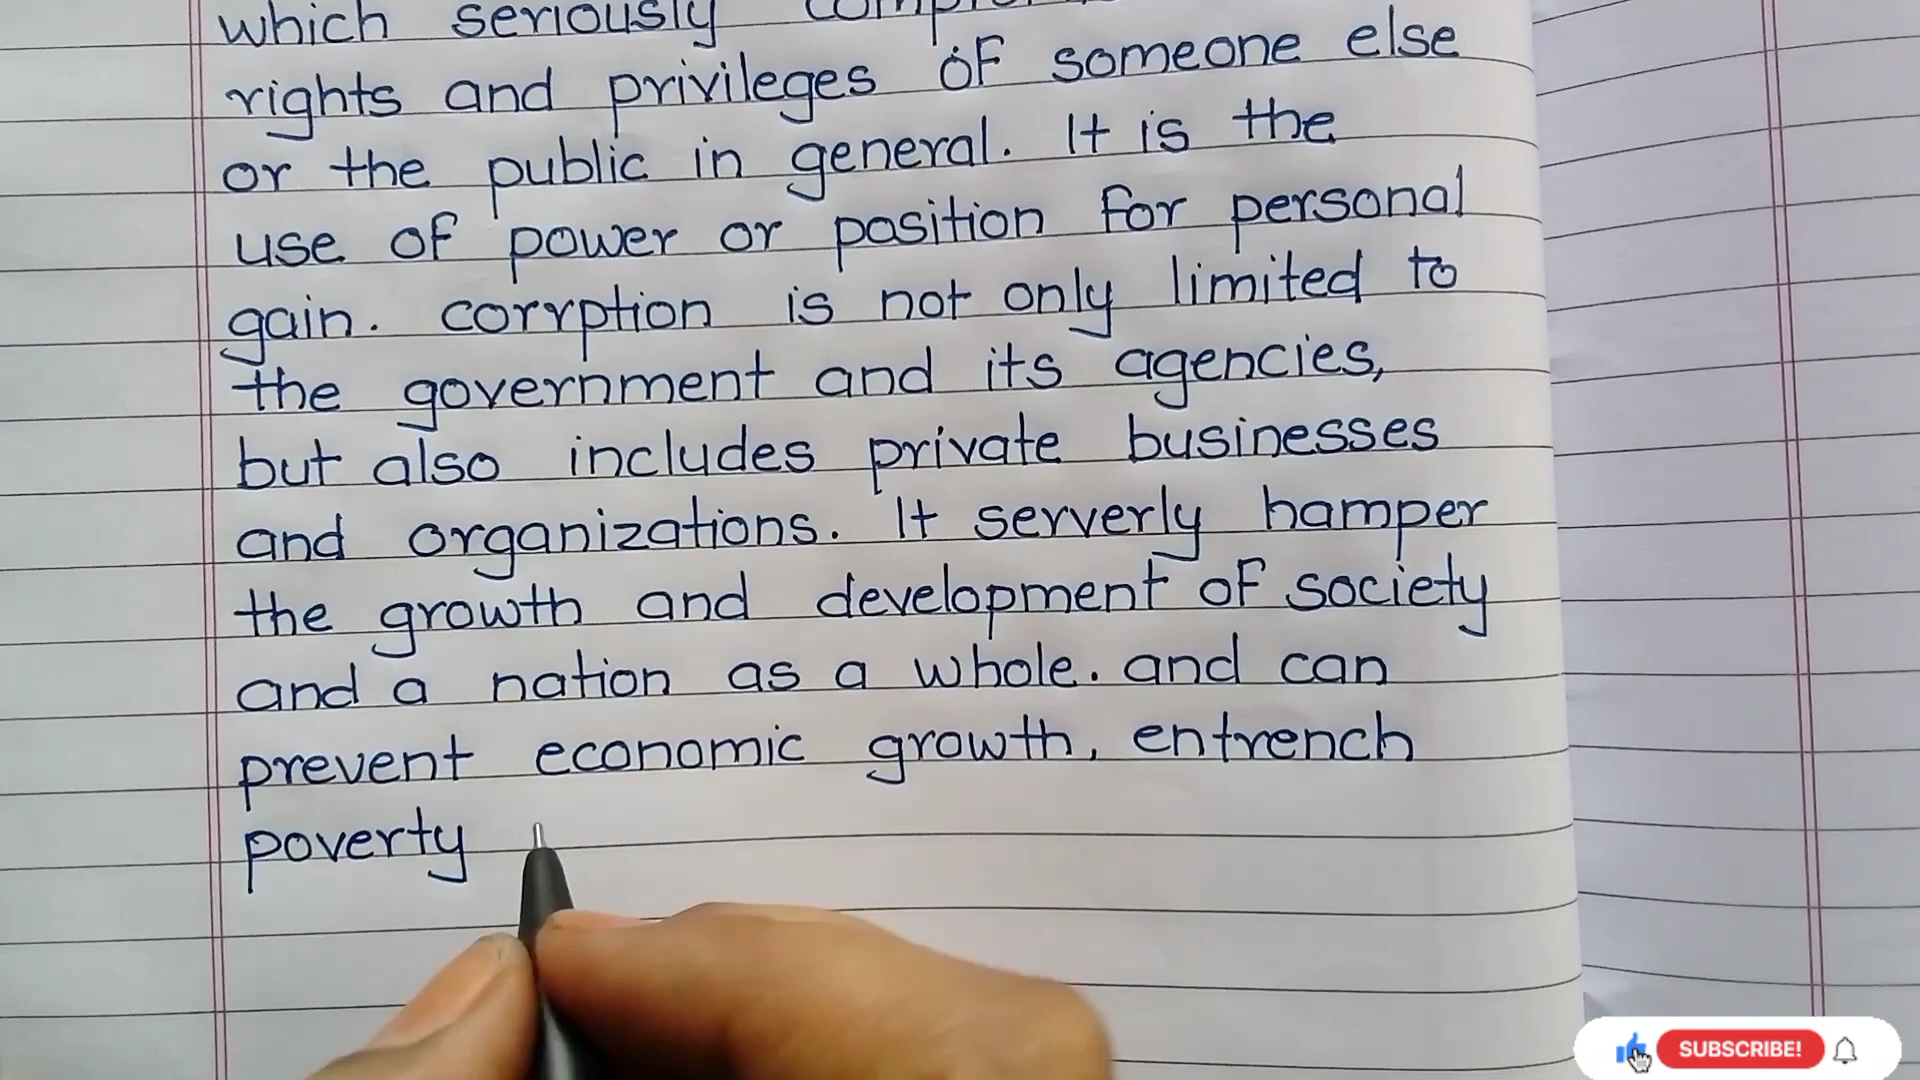 which seriously
rights and privileges of someone else
or the public in general. It is the
use of power or position for personal
gain. corrption is not only limited to
the government and its agencies,
but also includes private businesses
and organizations. It serverly hamper
the growth and development of society
and a nation as a whole. and can
prevent economic growth, entrench
poverty
SUBSCRIBE!